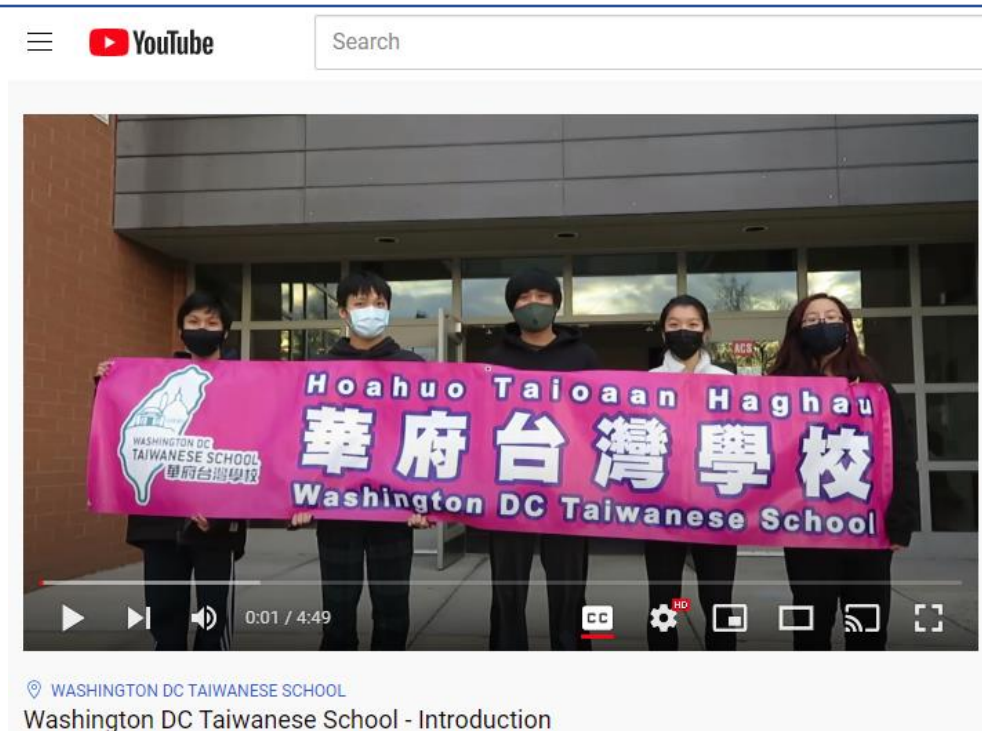 YouTube
Search
ACS
WASHINGTON DC
TAIWANESE SCHOOL
華府台灣學校
Hoahuo Taioaan Haghau
華府台灣學校
Washington DC Taiwanese School
0:01 / 4:49
CC
HD
WASHINGTON DC TAIWANESE SCHOOL
Washington DC Taiwanese School - Introduction